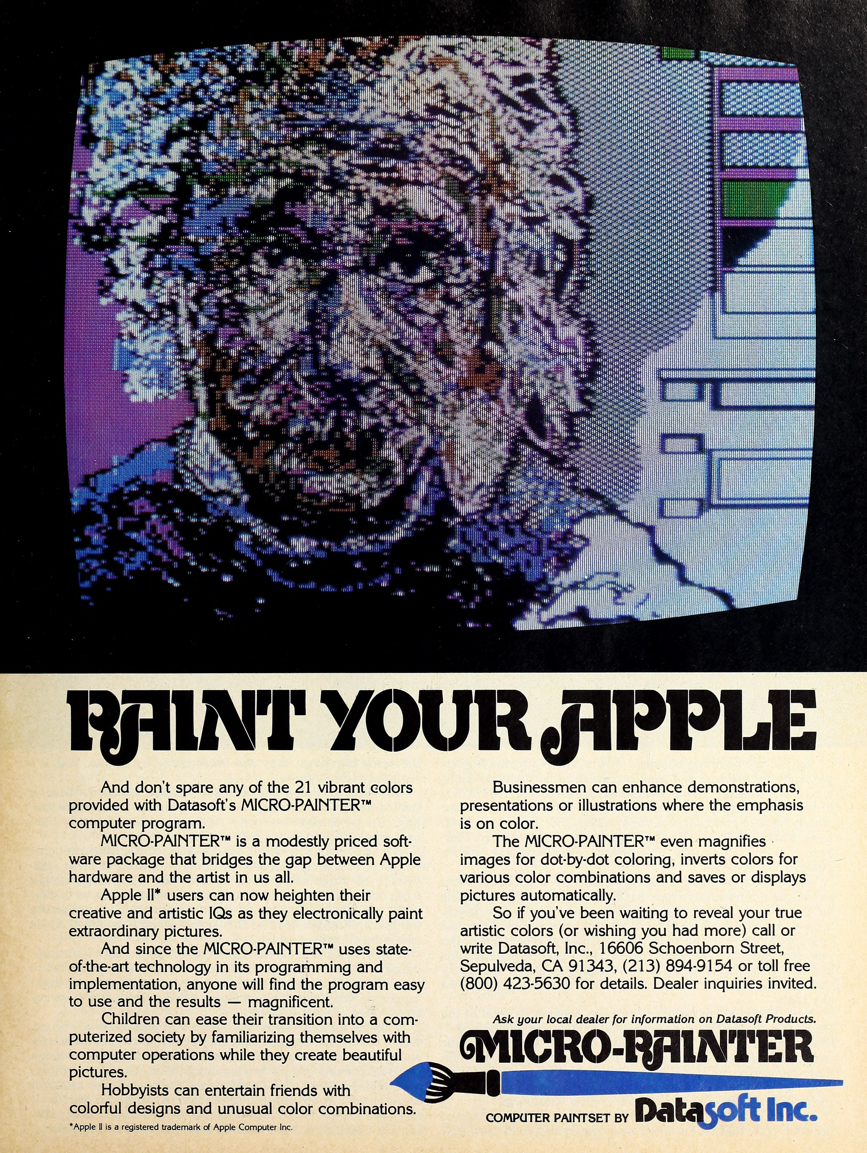 PAINT YOUR APPLE
And don't spare any of the 21 vibrant colors
provided with Datasoft's MICRO-PAINTER™
computer program.
MICRO-PAINTER™ is a modestly priced soft-
ware package that bridges the gap between Apple
hardware and the artist in us all.
Apple II* users can now heighten their
creative and artistic IQs as they electronically paint
extraordinary pictures.
And since the MICRO-PAINTER™ uses state-
of-the-art technology in its programming and
implementation, anyone will find the program easy
to use and the results — magnificent.
Children can ease their transition into a com-
puterized society by familiarizing themselves with
computer operations while they create beautiful
pictures.
Hobbyists can entertain friends with
colorful designs and unusual color combinations.
*Apple II is a registered trademark of Apple Computer Inc.
Businessmen can enhance demonstrations,
presentations or illustrations where the emphasis
is on color.
The MICRO-PAINTER™ even magnifies
images for dot-by-dot coloring, inverts colors for
various color combinations and saves or displays
pictures automatically.
So if you've been waiting to reveal your true
artistic colors (or wishing you had more) call or
write Datasoft, Inc., 16606 Schoenborn Street,
Sepulveda, CA 91343, (213) 894-9154 or toll free
(800) 423-5630 for details. Dealer inquiries invited.
Ask your local dealer for information on Datasoft Products.
MICRO-PAINTER
COMPUTER PAINTSET BY Datasoft Inc.